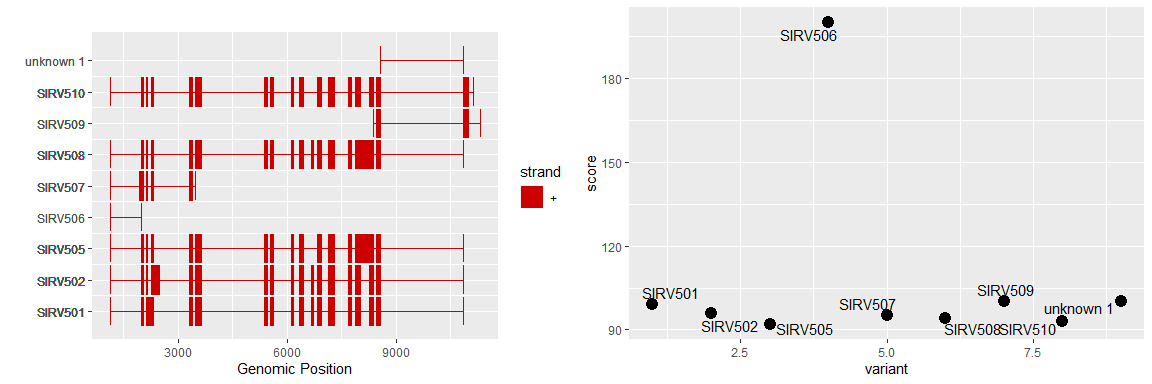 unknown 1
SIRV510
SIRV509
SIRV508
SIRV507
SIRV506
SIRV505
SIRV502
SIRV501
3000
6000
9000
Genomic Position
strand
+
score
180
150
120
90
SIRV506
SIRV501
SIRV502
SIRV505
SIRV507
SIRV508
SIRV509
SIRV510
unknown 1
2.5
5.0
7.5
variant